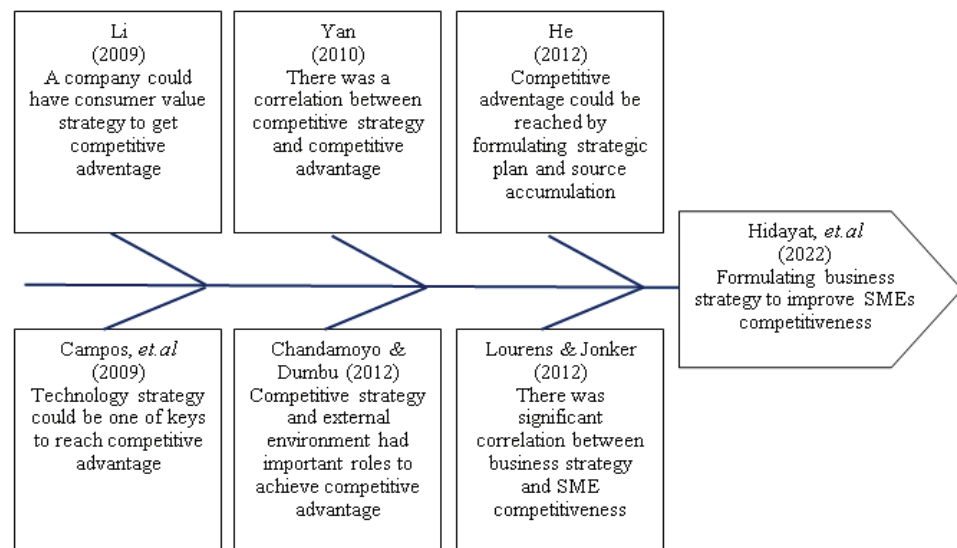 Li
(2009)
A company could
have consumer value
strategy to get
competitive
adventage
Yan
(2010)
There was a
correlation between
competitive strategy
and competitive
advantage
He
(2012)
Competitive
adventage could be
reached by
formulating strategic
plan and source
accumulation
Hidayat, et.al
(2022)
Formulating business
strategy to improve SMEs
competitiveness
Campos, et.al
(2009)
Technology strategy
could be one of keys
to reach competitive
advantage
Chandamoyo &
Dumbu (2012)
Competitive strategy
and external
environment had
important roles to
achieve competitive
advantage
Lourens & Jonker
(2012)
There was
significant
correlation between
business strategy
and SME
competitiveness